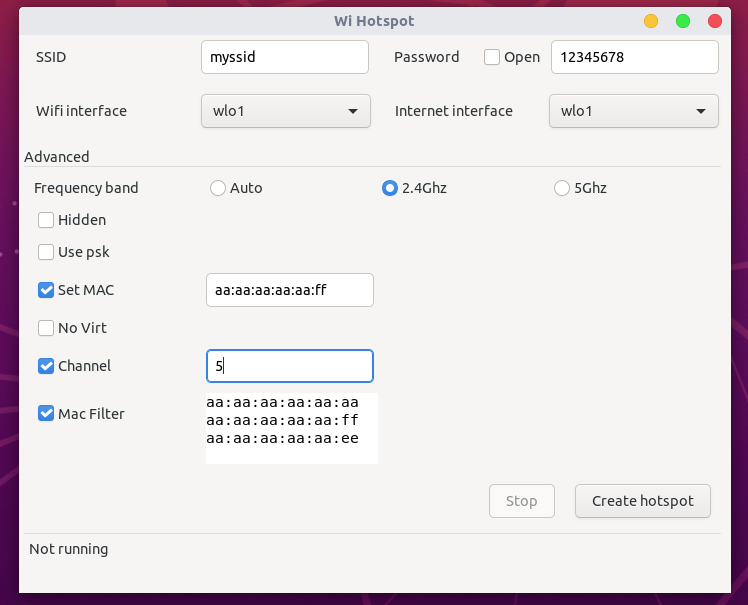 Wi Hotspot
SSID myssid Password Open 12345678
Wifi interface wlo1 Internet interface wlo1
Advanced
Frequency band Auto 2.4Ghz 5Ghz
Hidden
Use psk
Set MAC aa:aa:aa:aa:aa:ff
No Virt
Channel 5
Mac Filter aa:aa:aa:aa:aa:aa
aa:aa:aa:aa:aa:ff
aa:aa:aa:aa:aa:ee
Stop Create hotspot
Not running